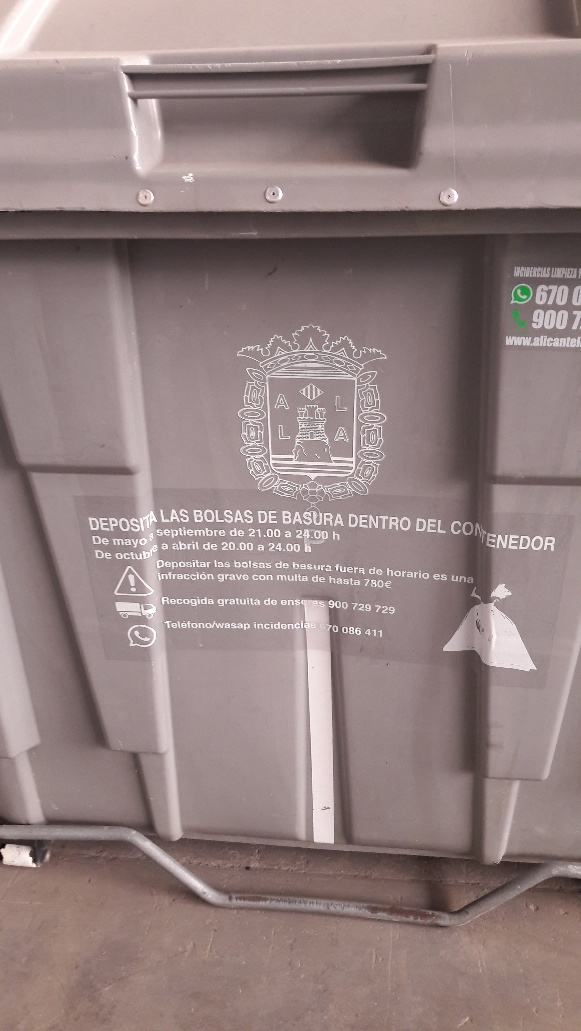 INCIDENCIAS LIMPIEZA Y
670 0
900 7
www.alicante
A L
L A
DEPOSITA LAS BOLSAS DE BASURA DENTRO DEL CONTENEDOR
De mayo a septiembre de 21.00 a 24.00 h
De octubre a abril de 20.00 a 24.00 h
Depositar las bolsas de basura fuera de horario es una
infracción grave con multa de hasta 780€
Recogida gratuita de enseres 900 729 729
Teléfono/wasap incidencias 670 086 411